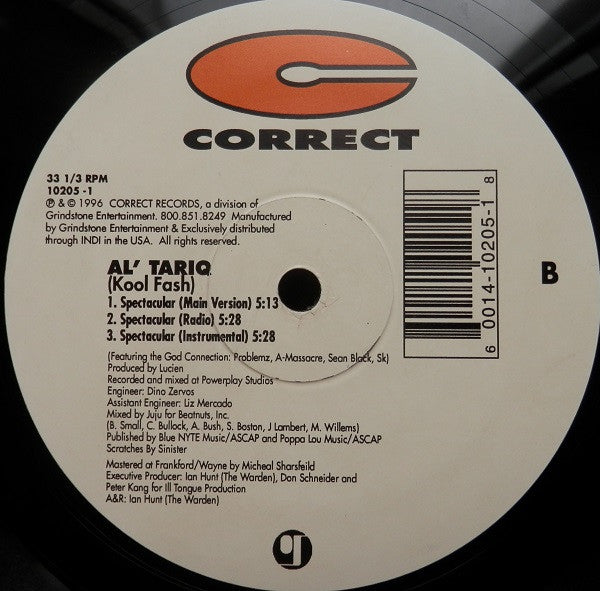 CORRECT
33 1/3 RPM
10205 -1
℗ & © 1996 CORRECT RECORDS, a division of
Grindstone Entertainment. 800.851.8249 Manufactured
by Grindstone Entertainment & Exclusively distributed
through INDI in the USA. All rights reserved.
6 0014-10205-1 8
B
AL' TARIQ
(Kool Fash)
1. Spectacular (Main Version) 5:13
2. Spectacular (Radio) 5:28
3. Spectacular (Instrumental) 5:28
(Featuring the God Connection: Problemz, A-Massacre, Sean Black, Sk)
Produced by Lucien
Recorded and mixed at Powerplay Studios
Engineer: Dino Zervos
Assistant Engineer: Liz Mercado
Mixed by Juju for Beatnuts, Inc.
(B. Small, C. Bullock, A. Bush, S. Boston, J Lambert, M. Willems)
Published by Blue NYTE Music/ASCAP and Poppa Lou Music/ASCAP
Scratches By Sinister
Mastered at Frankford/Wayne by Micheal Sharsfeild
Executive Producer: Ian Hunt (The Warden), Don Schneider and
Peter Kang for Ill Tongue Production
A&R: Ian Hunt (The Warden)